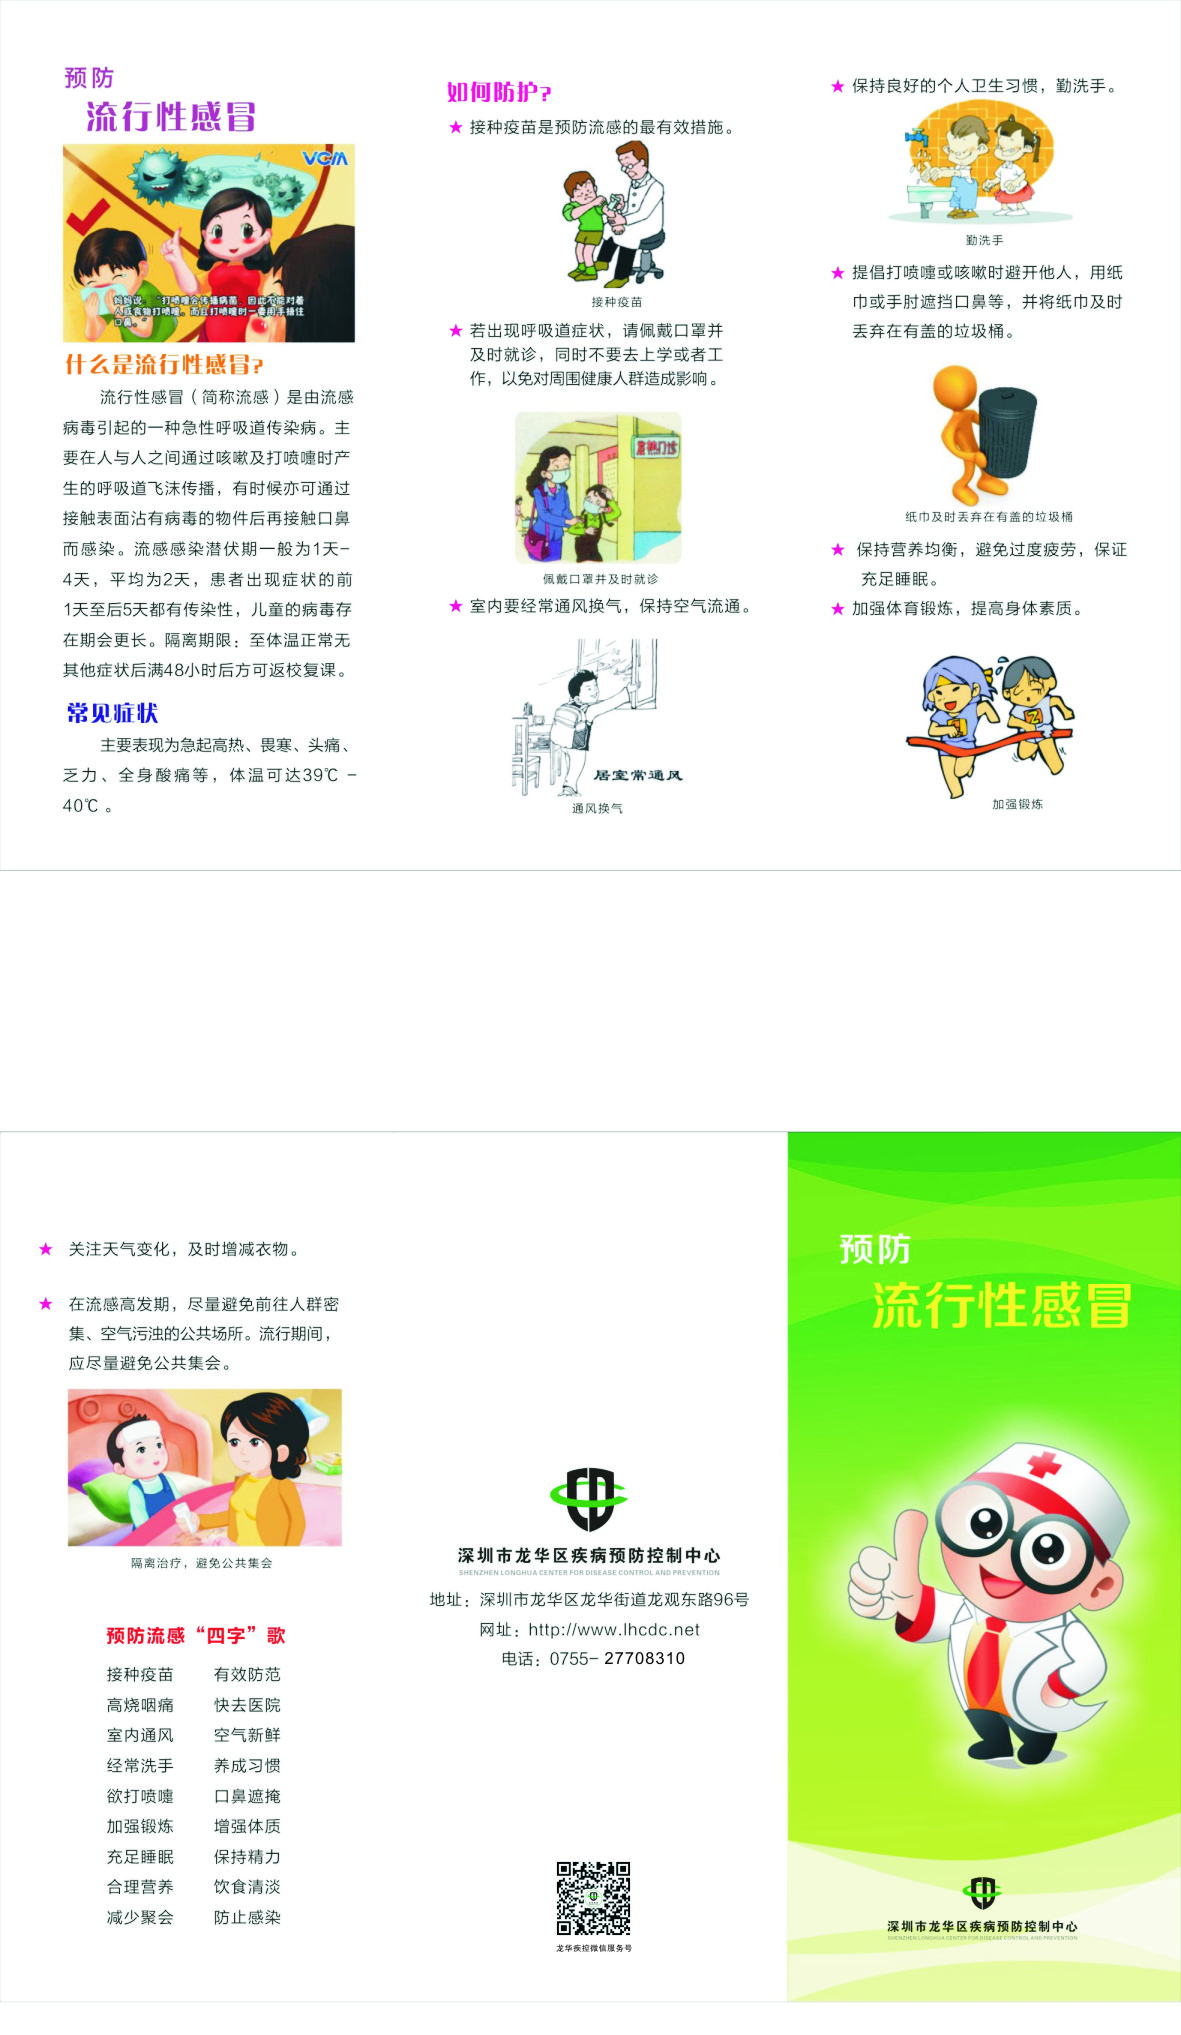 预防
流行性感冒
VCM
妈妈说：“打喷嚏会传播病菌，因此不能对着
人或食物打喷嚏。而且打喷嚏时一要用手捂住
口鼻。”
什么是流行性感冒?
流行性感冒（简称流感）是由流感
病毒引起的一种急性呼吸道传染病。主
要在人与人之间通过咳嗽及打喷嚏时产
生的呼吸道飞沫传播，有时候亦可通过
接触表面沾有病毒的物件后再接触口鼻
而感染。流感感染潜伏期一般为1天-
4天，平均为2天，患者出现症状的前
1天至后5天都有传染性，儿童的病毒存
在期会更长。隔离期限：至体温正常无
其他症状后满48小时后方可返校复课。
常见症状
主要表现为急起高热、畏寒、头痛、
乏力、全身酸痛等，体温可达39℃ -
40℃ 。
如何防护?
★ 接种疫苗是预防流感的最有效措施。
接种疫苗
★ 若出现呼吸道症状，请佩戴口罩并
及时就诊，同时不要去上学或者工
作，以免对周围健康人群造成影响。
发热门诊
佩戴口罩并及时就诊
★ 室内要经常通风换气，保持空气流通。
居室常通风
通风换气
★ 保持良好的个人卫生习惯，勤洗手。
勤洗手
★ 提倡打喷嚏或咳嗽时避开他人，用纸
巾或手肘遮挡口鼻等，并将纸巾及时
丢弃在有盖的垃圾桶。
纸巾及时丢弃在有盖的垃圾桶
★ 保持营养均衡，避免过度疲劳，保证
充足睡眠。
★ 加强体育锻炼，提高身体素质。
加强锻炼
★ 关注天气变化，及时增减衣物。
★ 在流感高发期，尽量避免前往人群密
集、空气污浊的公共场所。流行期间，
应尽量避免公共集会。
隔离治疗，避免公共集会
预防流感“四字”歌
接种疫苗 有效防范
高烧咽痛 快去医院
室内通风 空气新鲜
经常洗手 养成习惯
欲打喷嚏 口鼻遮掩
加强锻炼 增强体质
充足睡眠 保持精力
合理营养 饮食清淡
减少聚会 防止感染
深圳市龙华区疾病预防控制中心
SHENZHEN LONGHUA CENTER FOR DISEASE CONTROL AND PREVENTION
地址：深圳市龙华区龙华街道龙观东路96号
网址：http://www.lhcdc.net
电话：0755- 27708310
龙华疾控微信服务号
预防
流行性感冒
深圳市龙华区疾病预防控制中心
SHENZHEN LONGHUA CENTER FOR DISEASE CONTROL AND PREVENTION